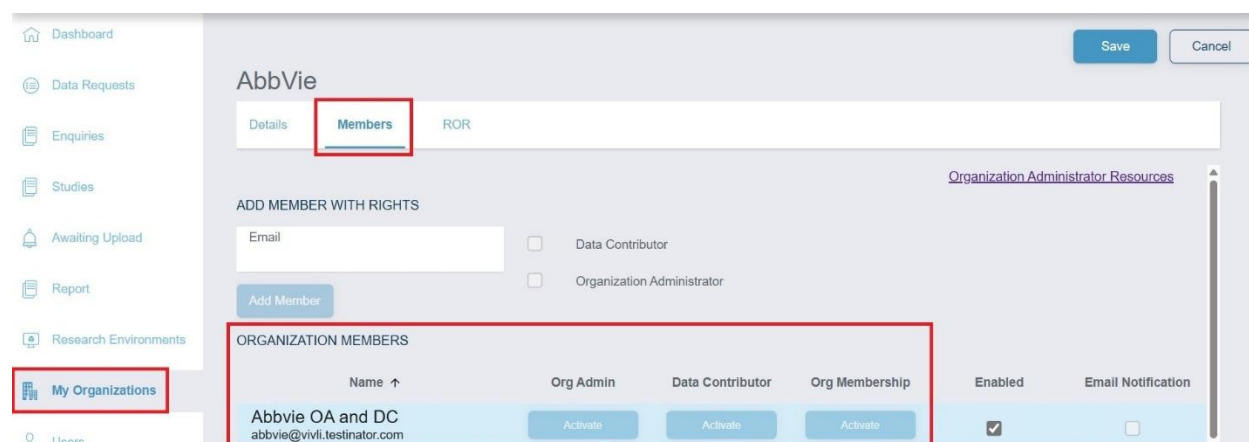 Dashboard
Save Cancel
Data Requests
AbbVie
Details Members ROR
Enquiries
Organization Administrator Resources
Studies
ADD MEMBER WITH RIGHTS
Awaiting Upload
Email
Data Contributor
Organization Administrator
Report
Add Member
Research Environments
ORGANIZATION MEMBERS
My Organizations
Name ↑ Org Admin Data Contributor Org Membership Enabled Email Notification
Abbvie OA and DC
Activate Activate Activate
abbvie@vivli.testinator.com
Users